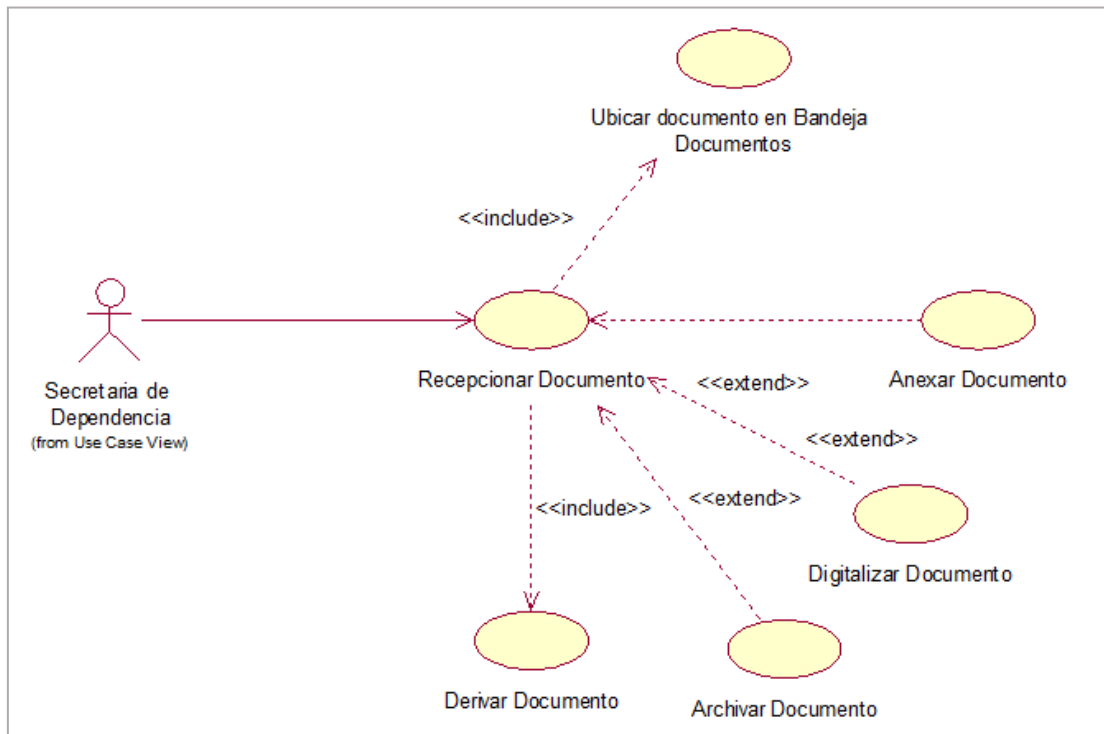 Ubicar documento en Bandeja
Documentos
<<include>>
Secretaria de
Dependencia
(from Use Case View)
Recepcionar Documento
<<extend>>
Anexar Documento
<<extend>>
<<include>>
<<extend>>
Digitalizar Documento
Derivar Documento
Archivar Documento